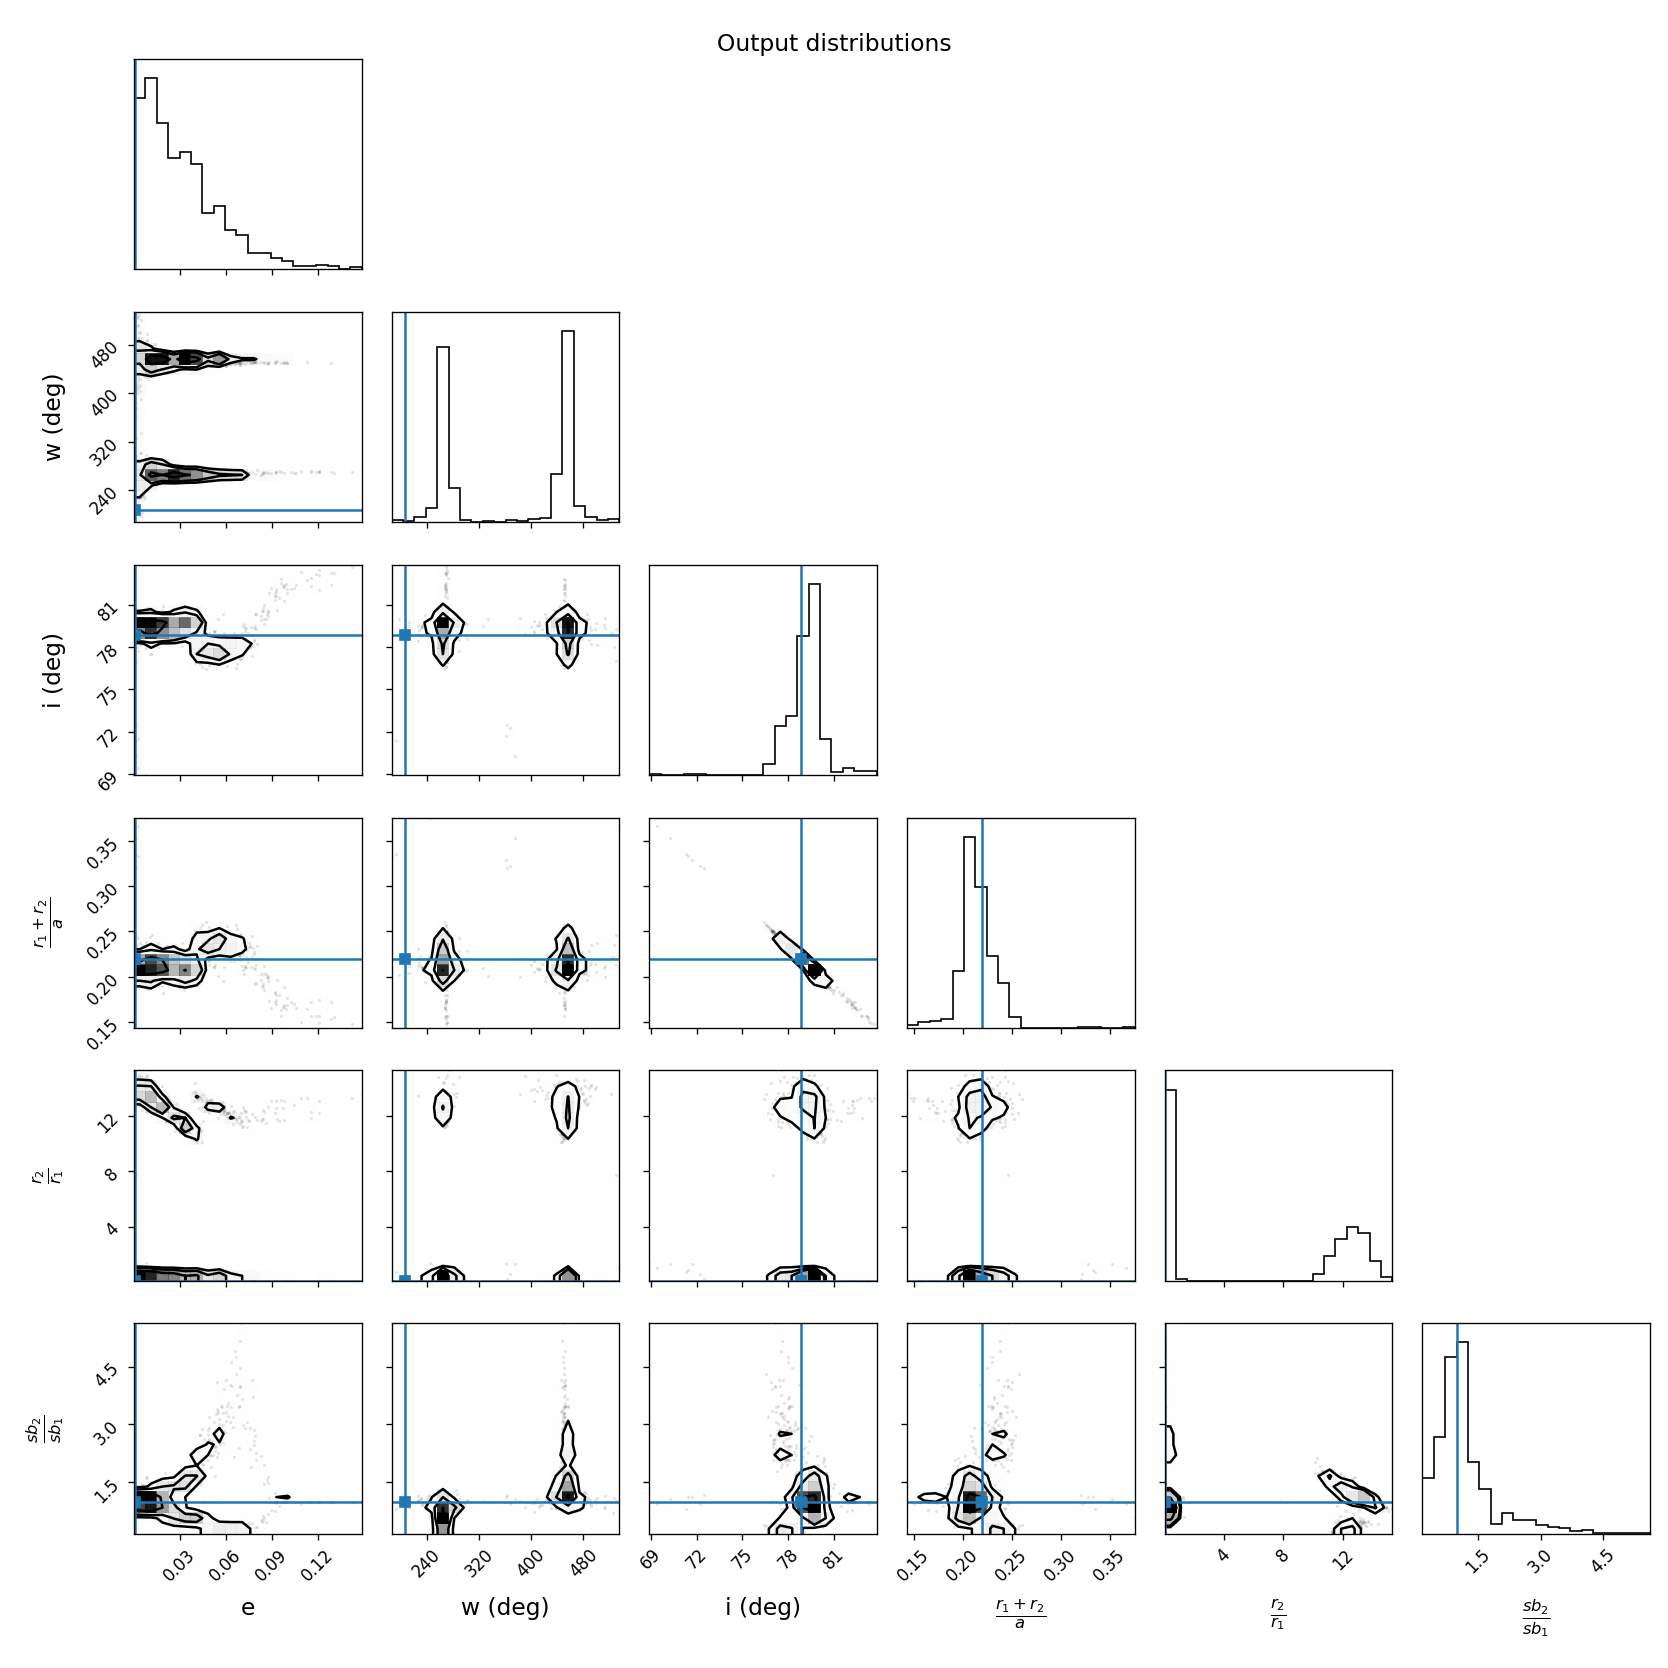 Output distributions
w (deg)
480
400
320
240
i (deg)
81
78
75
72
69
r₁ + r₂
a
0.35
0.30
0.25
0.20
0.15
r₂
r₁
12
8
4
sb₂
sb₁
4.5
3.0
1.5
0.03 0.06 0.09 0.12
240 320 400 480
69 72 75 78 81
0.15 0.20 0.25 0.30 0.35
4 8 12
1.5 3.0 4.5
e
w (deg)
i (deg)
r₁ + r₂
a
r₂
r₁
sb₂
sb₁